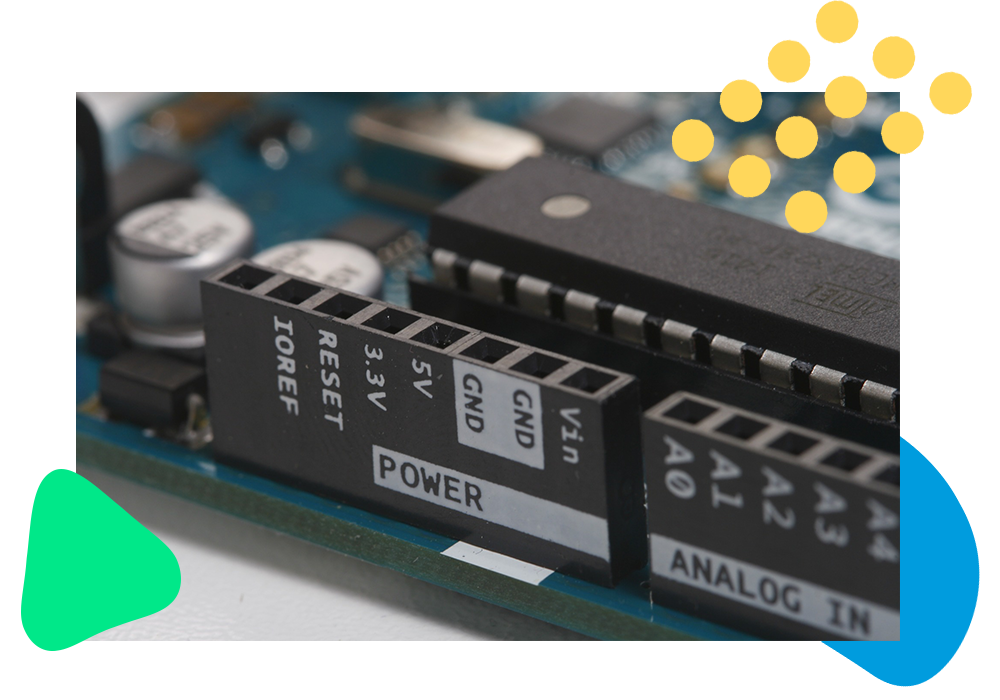 IOREF
RESET
3.3V
5V
GND
GND
Vin
POWER
A0
A1
A2
A3
A4
ANALOG IN